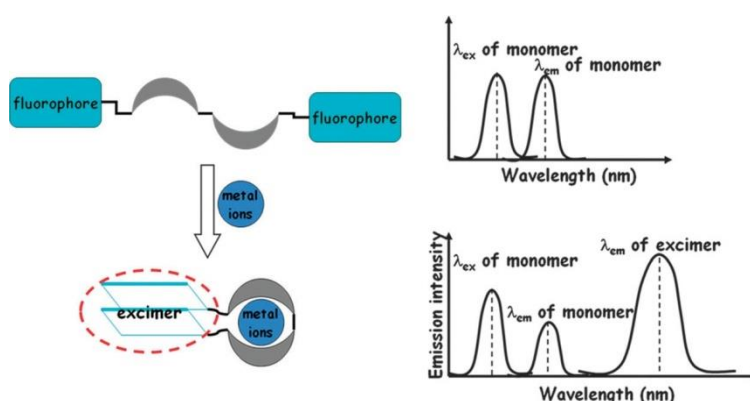 fluorophore
fluorophore
metal
ions
excimer
metal
ions
λex of monomer
λem of monomer
Wavelength (nm)
Emission intensity
λex of monomer
λem of monomer
λem of excimer
Wavelength (nm)